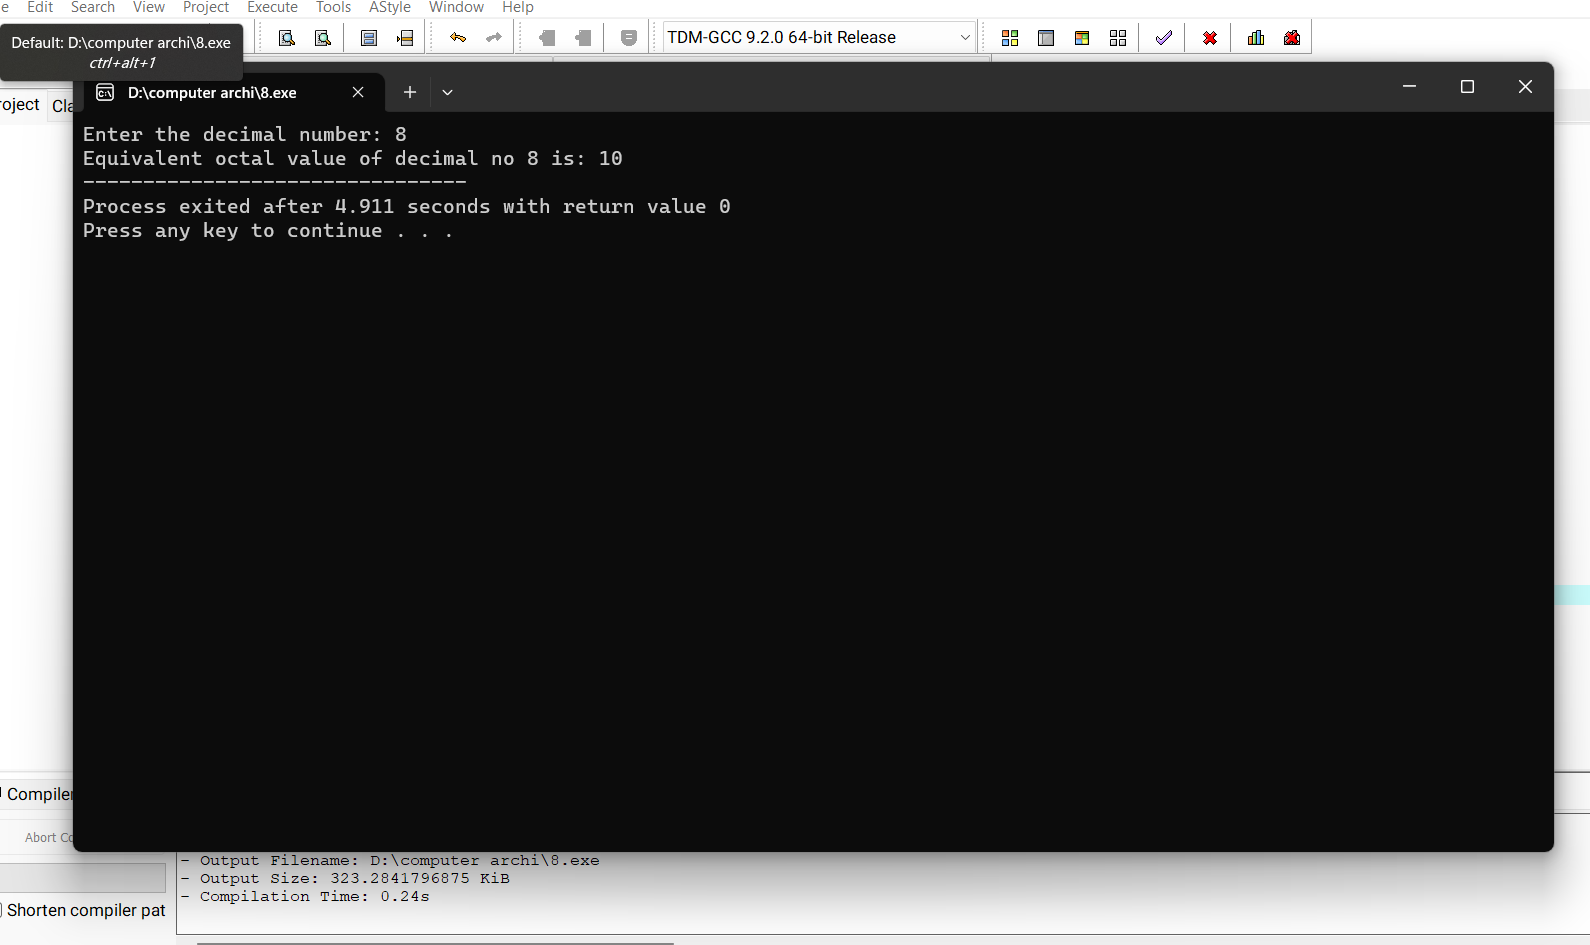 e Edit Search View Project Execute Tools AStyle Window Help
Default: D:\computer archi\8.exe
ctrl+alt+1
TDM-GCC 9.2.0 64-bit Release
roject Cla
D:\computer archi\8.exe
Enter the decimal number: 8
Equivalent octal value of decimal no 8 is: 10
--------------------------------
Process exited after 4.911 seconds with return value 0
Press any key to continue . . .
Compiler
Abort Co
- Output Filename: D:\computer archi\8.exe
- Output Size: 323.2841796875 KiB
- Compilation Time: 0.24s
Shorten compiler pat